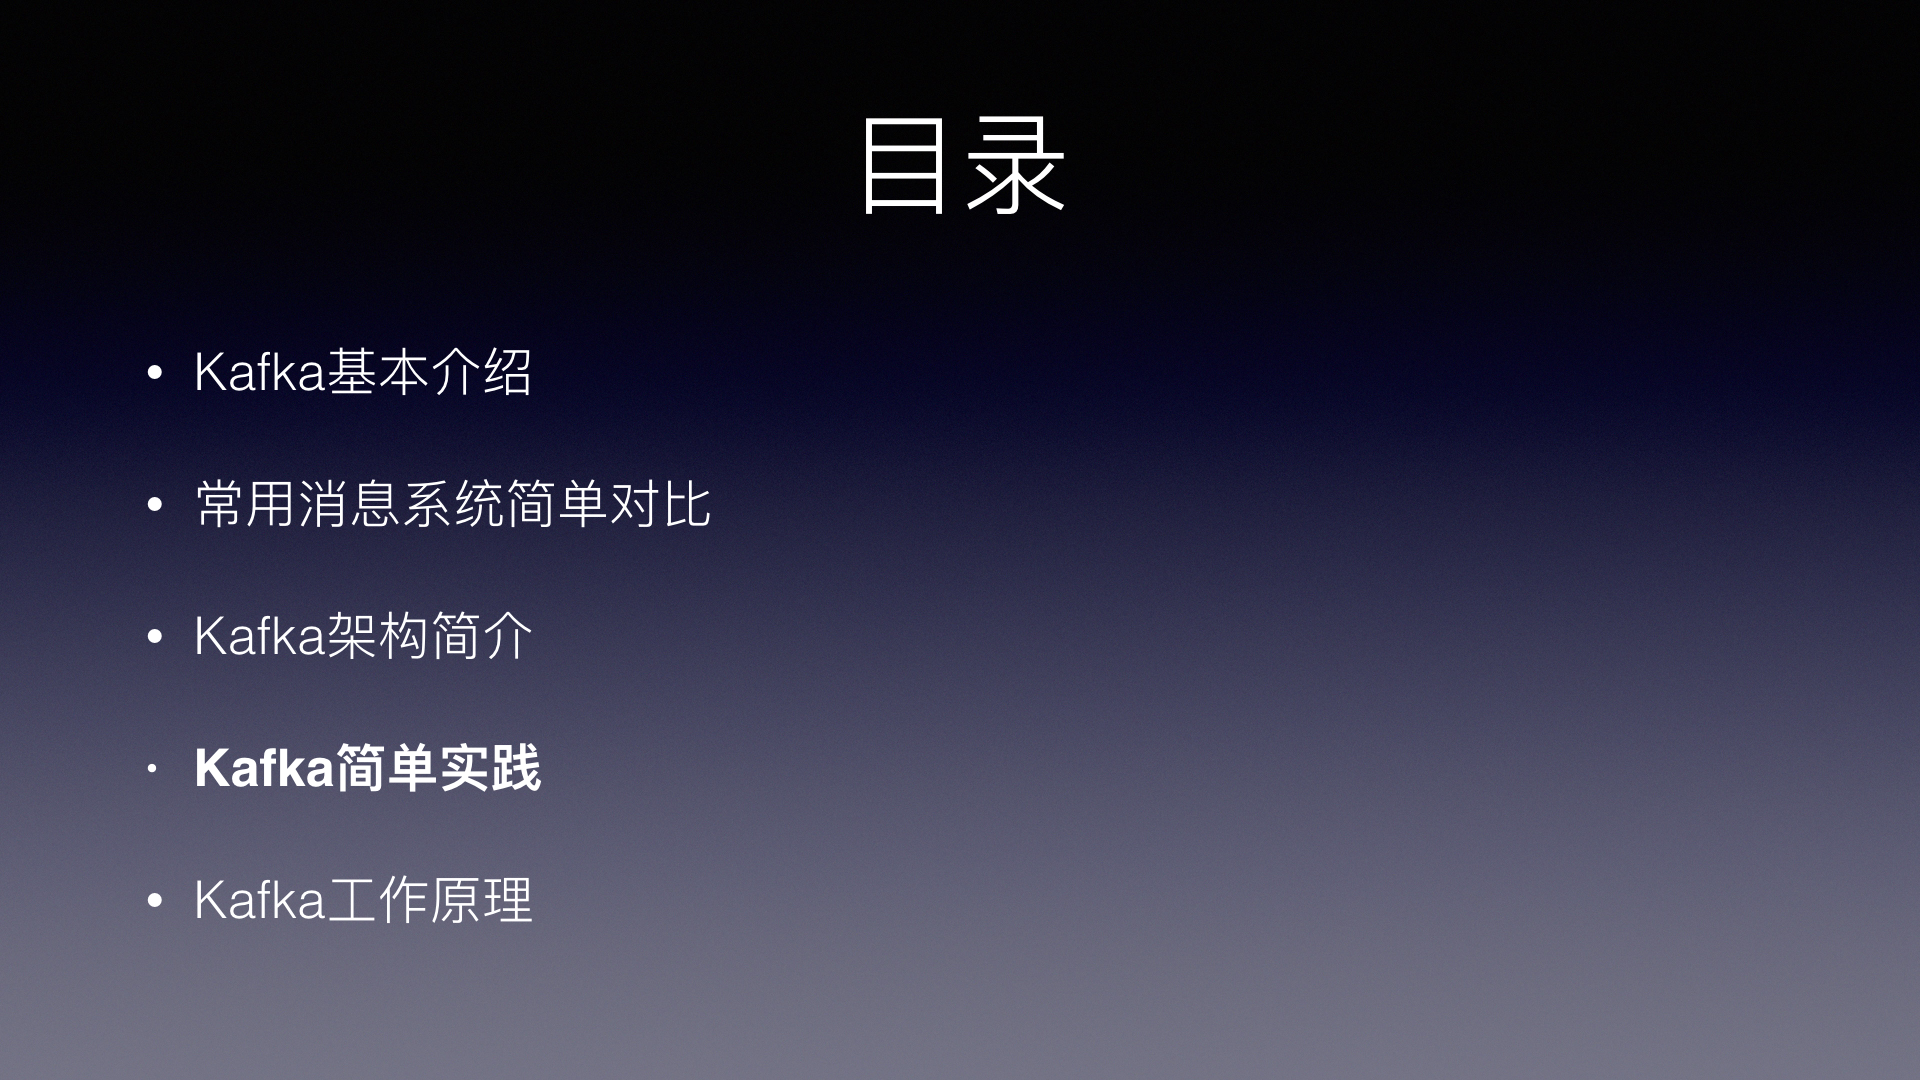 目录
• Kafka基本介绍
• 常用消息系统简单对比
• Kafka架构简介
• Kafka简单实践
• Kafka工作原理